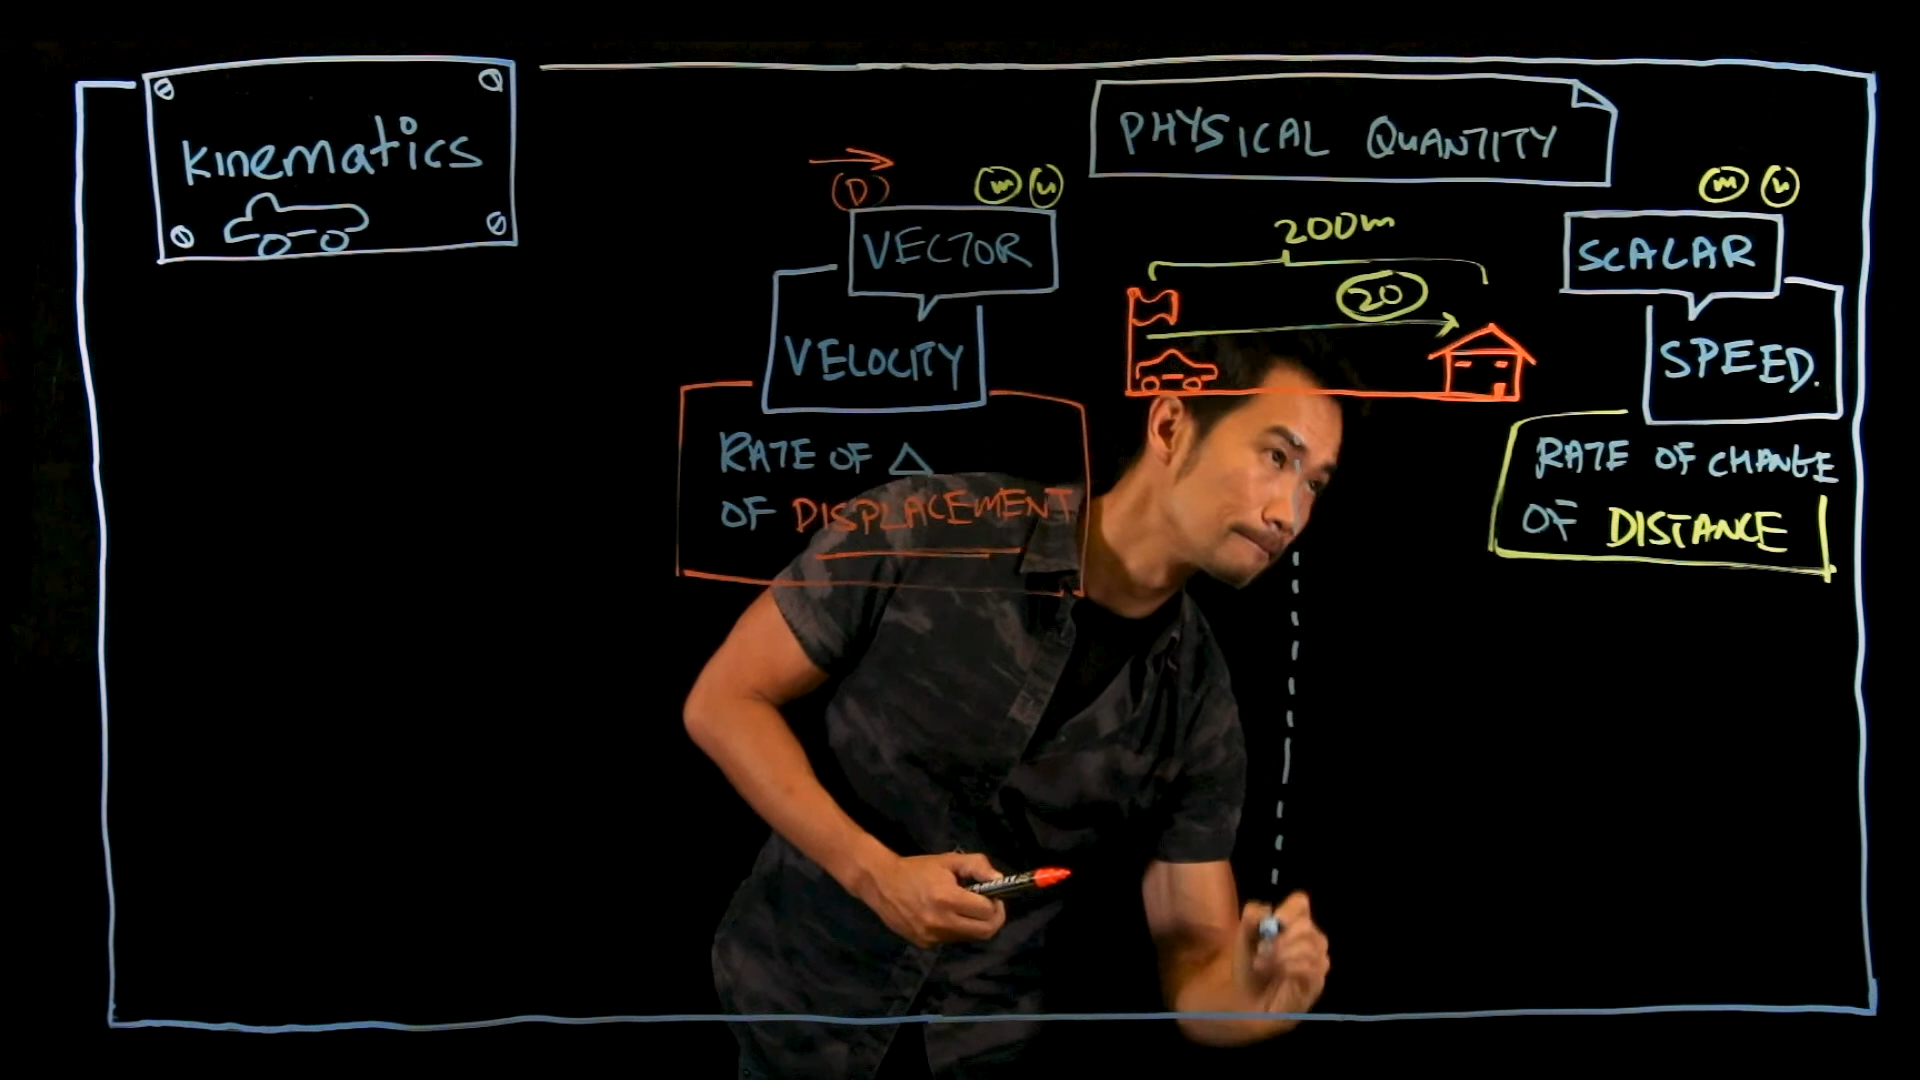 Kinematics
PHYSICAL QUANTITY
(D)
m u
VECTOR
VELOCITY
RATE OF Δ
OF DISPLACEMENT
200m
20
m u
SCALAR
SPEED.
RATE OF CHANGE
OF DISTANCE